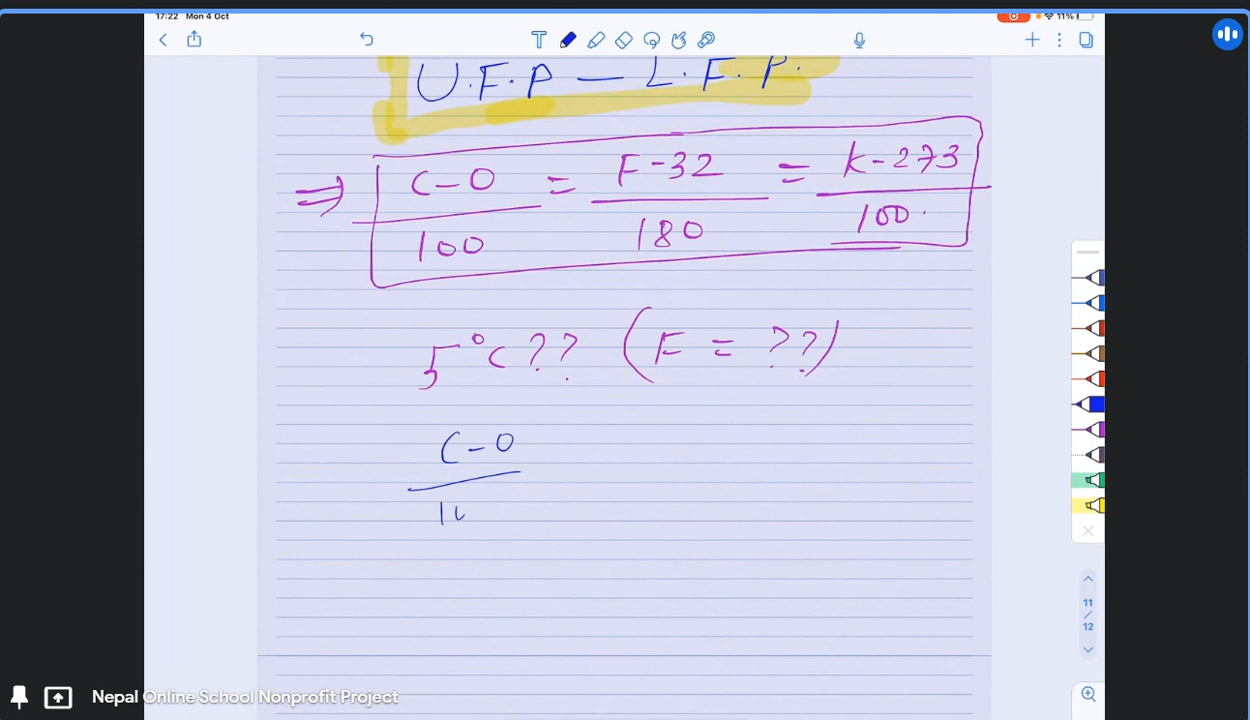 17:22 Mon 4 Oct
11%
U.F.P — L.F.P.
⇒ C-0/100 = F-32/180 = K-273/100
5°C ?? (F = ??)
C-0
10
11
/
12
Nepal Online School Nonprofit Project